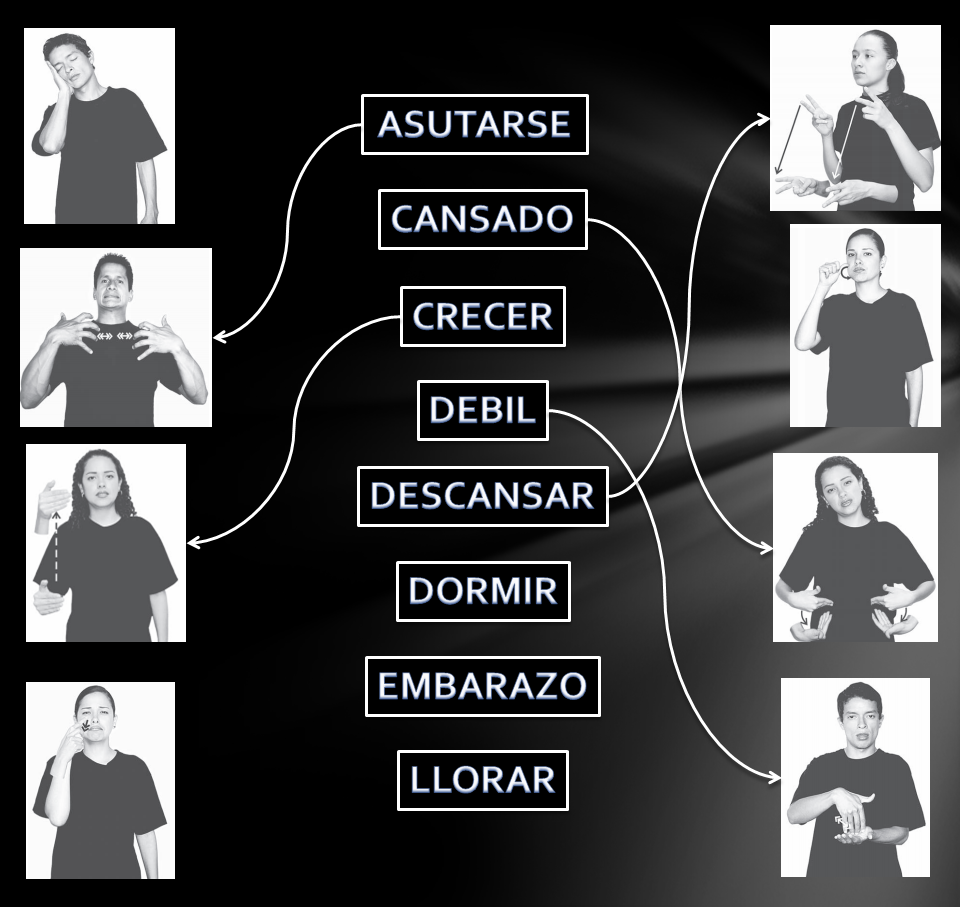 ASUTARSE
CANSADO
CRECER
DEBIL
DESCANSAR
DORMIR
EMBARAZO
LLORAR